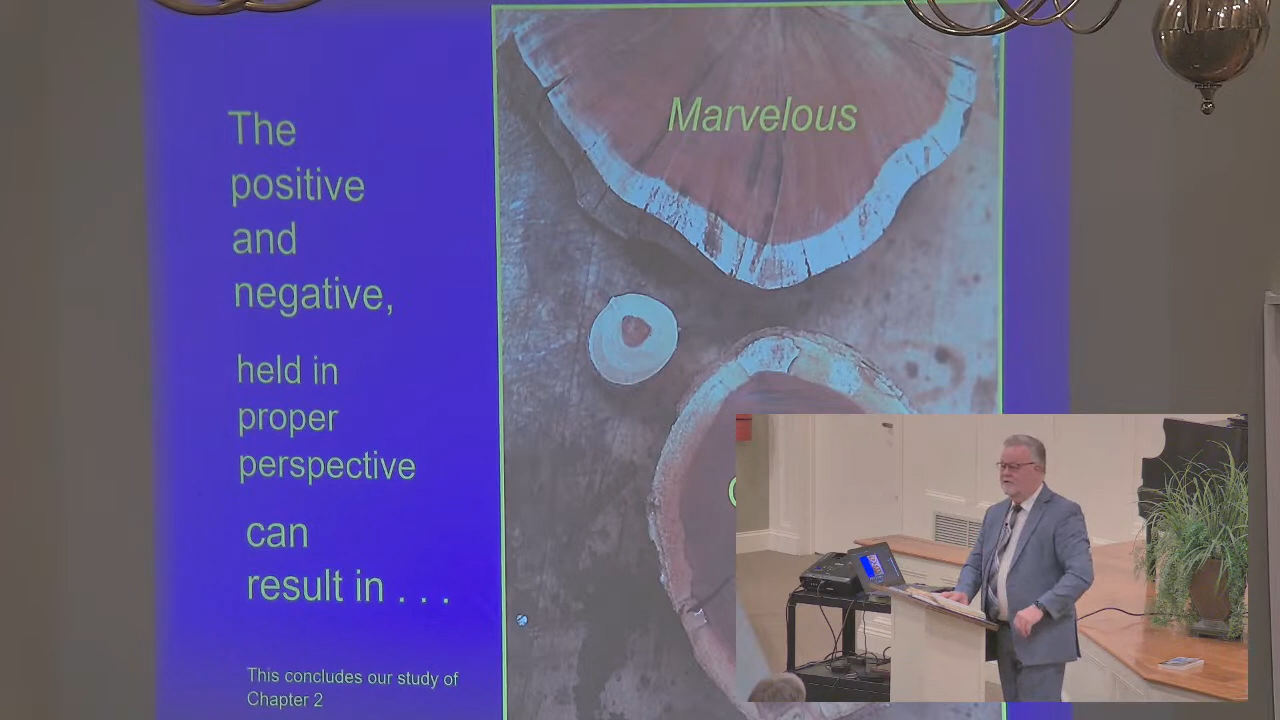 The
positive
and
negative,
held in
proper
perspective
can
result in . . .
This concludes our study of
Chapter 2
Marvelous